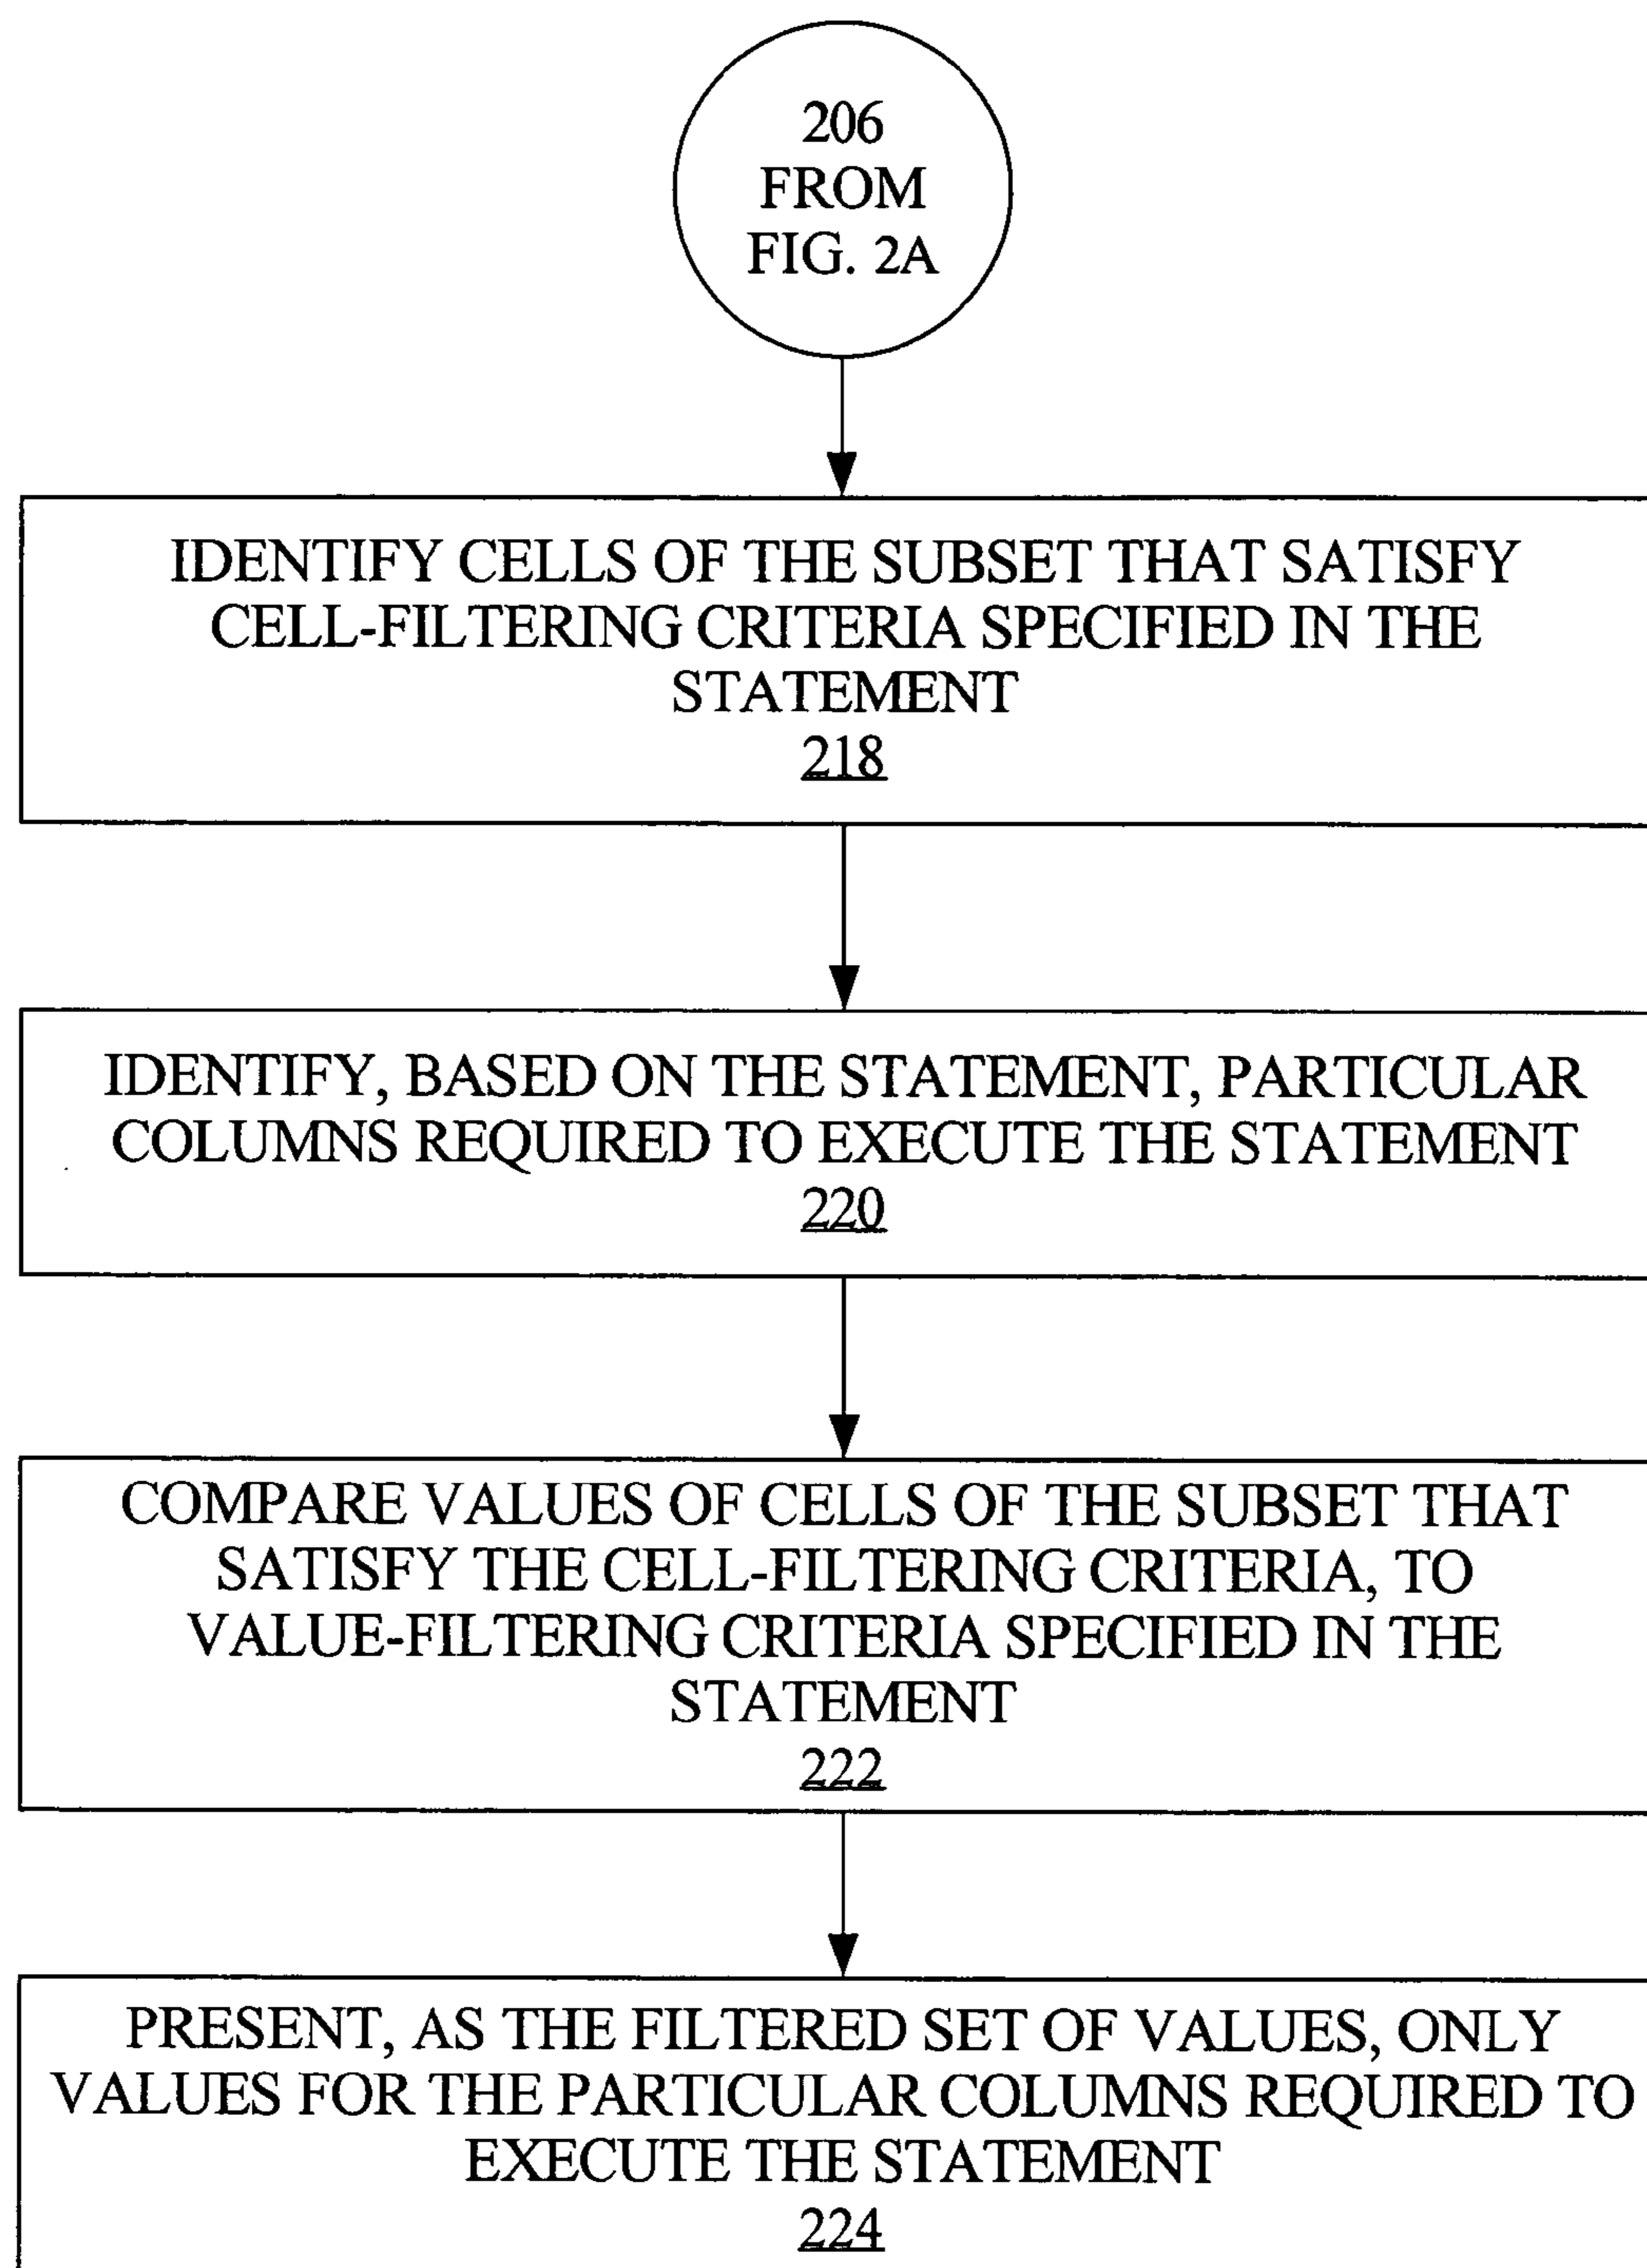 206
FROM
FIG. 2A
IDENTIFY CELLS OF THE SUBSET THAT SATISFY
CELL-FILTERING CRITERIA SPECIFIED IN THE
STATEMENT
218
IDENTIFY, BASED ON THE STATEMENT, PARTICULAR
COLUMNS REQUIRED TO EXECUTE THE STATEMENT
220
COMPARE VALUES OF CELLS OF THE SUBSET THAT
SATISFY THE CELL-FILTERING CRITERIA, TO
VALUE-FILTERING CRITERIA SPECIFIED IN THE
STATEMENT
222
PRESENT, AS THE FILTERED SET OF VALUES, ONLY
VALUES FOR THE PARTICULAR COLUMNS REQUIRED TO
EXECUTE THE STATEMENT
224